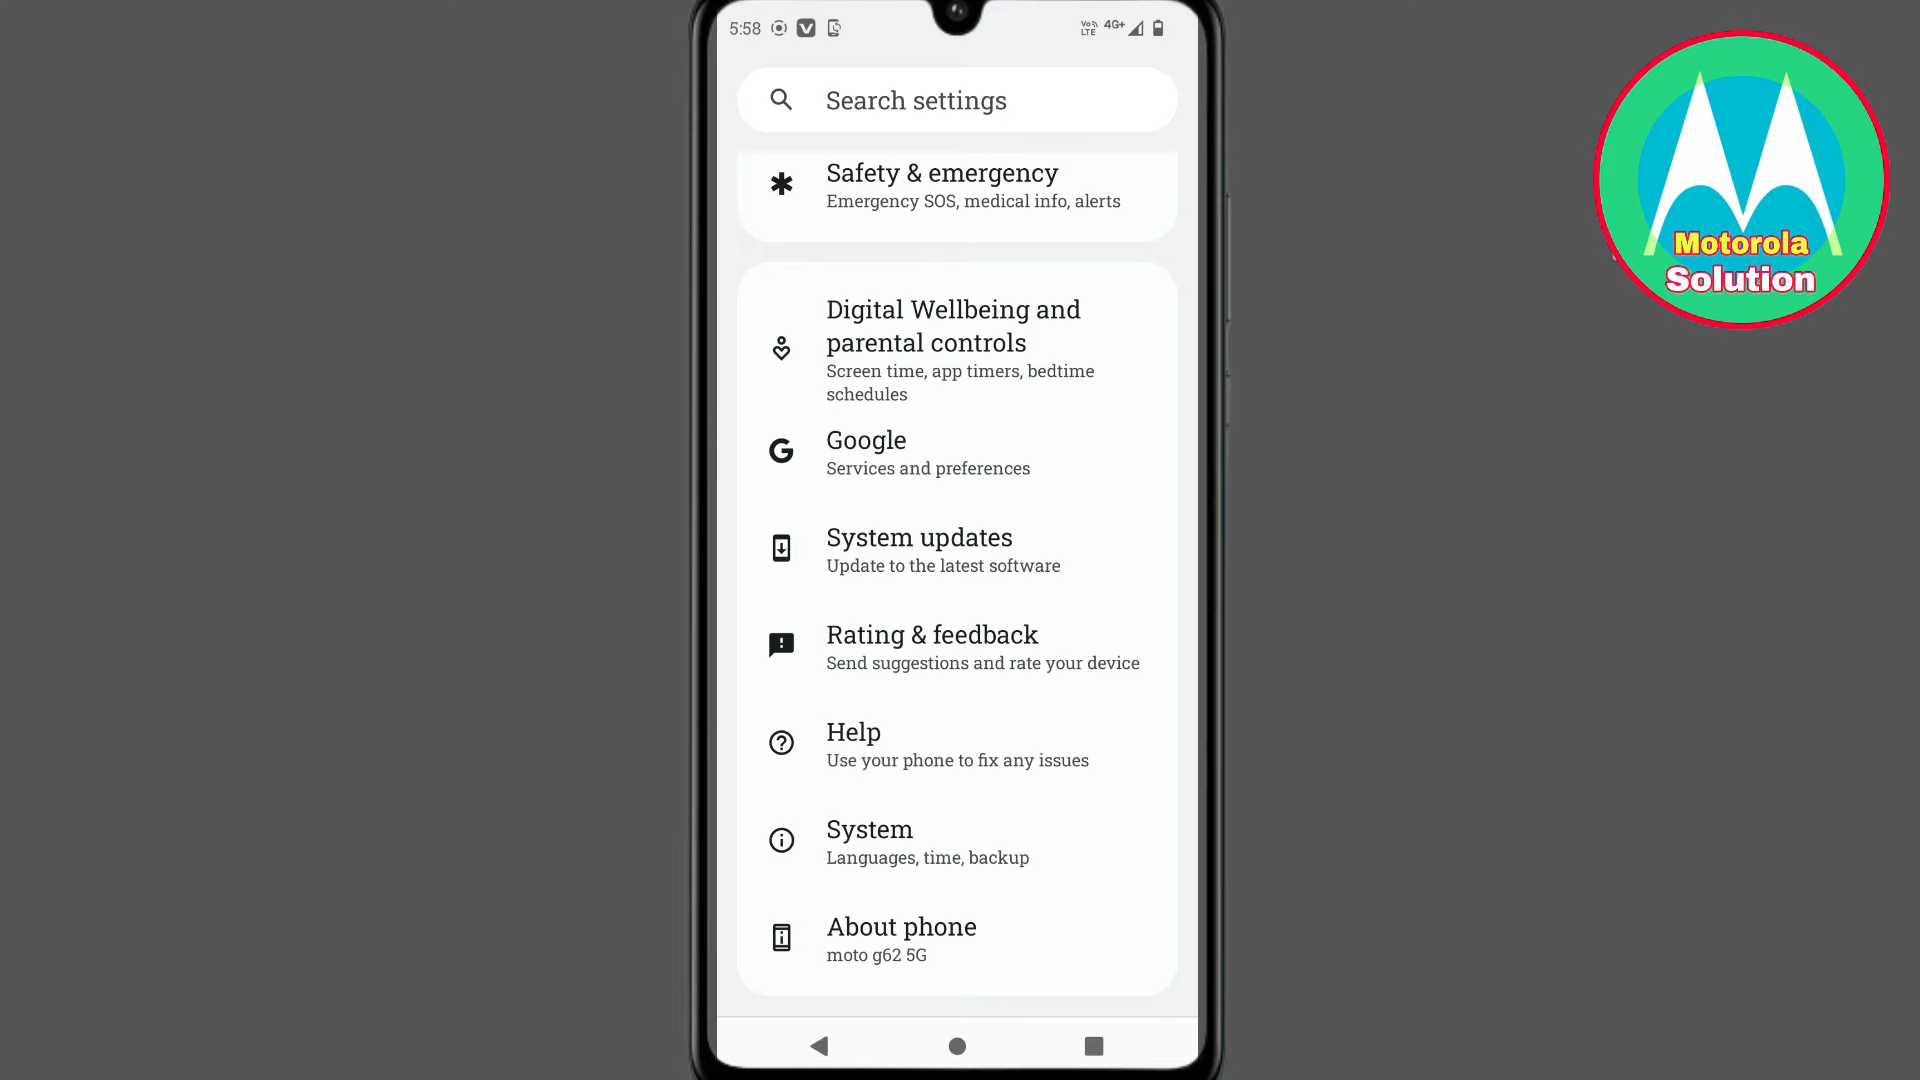 5:58
Vo LTE 4G+
Search settings
Safety & emergency
Emergency SOS, medical info, alerts
Digital Wellbeing and
parental controls
Screen time, app timers, bedtime
schedules
Google
Services and preferences
System updates
Update to the latest software
Rating & feedback
Send suggestions and rate your device
Help
Use your phone to fix any issues
System
Languages, time, backup
About phone
moto g62 5G
Motorola
Solution